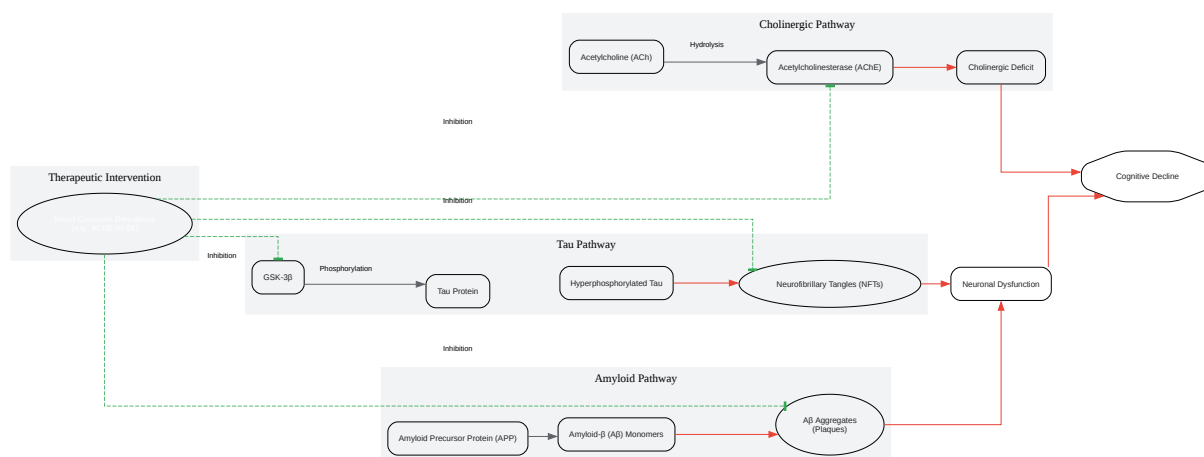 Cholinergic Pathway
Acetylcholine (ACh)
Hydrolysis
Acetylcholinesterase (AChE)
Cholinergic Deficit
Inhibition
Cognitive Decline
Therapeutic Intervention
Inhibition
Inhibition
Tau Pathway
GSK-3β
Phosphorylation
Tau Protein
Hyperphosphorylated Tau
Neurofibrillary Tangles (NFTs)
Neuronal Dysfunction
Inhibition
Amyloid Pathway
Amyloid Precursor Protein (APP)
Amyloid-β (Aβ) Monomers
Aβ Aggregates
(Plaques)